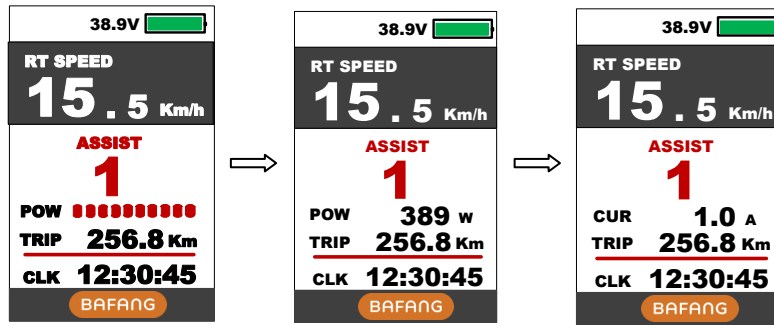 38.9V
RT SPEED
15.5 Km/h
ASSIST
1
POW
TRIP 256.8 Km
CLK 12:30:45
BAFANG
38.9V
RT SPEED
15.5 Km/h
ASSIST
1
POW 389 W
TRIP 256.8 Km
CLK 12:30:45
BAFANG
38.9V
RT SPEED
15.5 Km/h
ASSIST
1
CUR 1.0 A
TRIP 256.8 Km
CLK 12:30:45
BAFANG